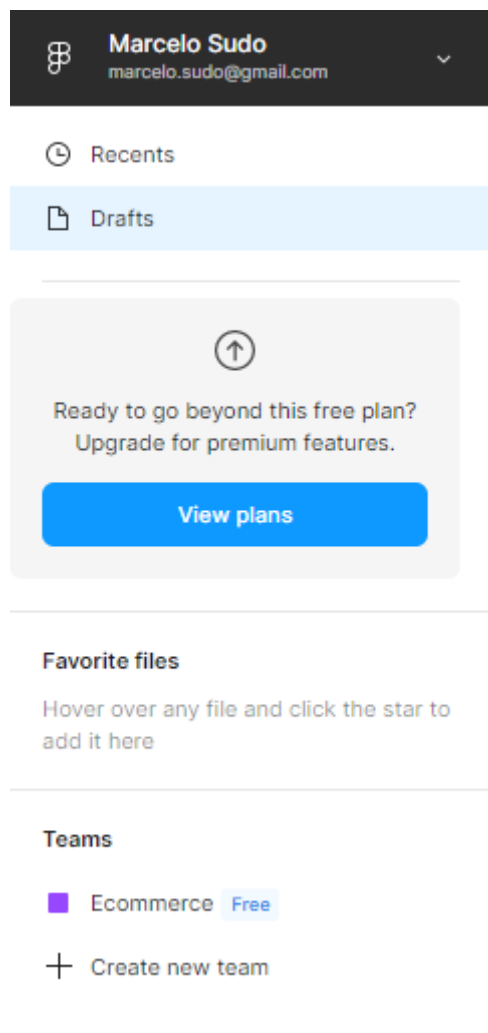 Marcelo Sudo
marcelo.sudo@gmail.com
Recents
Drafts
Ready to go beyond this free plan?
Upgrade for premium features.
View plans
Favorite files
Hover over any file and click the star to
add it here
Teams
Ecommerce Free
Create new team